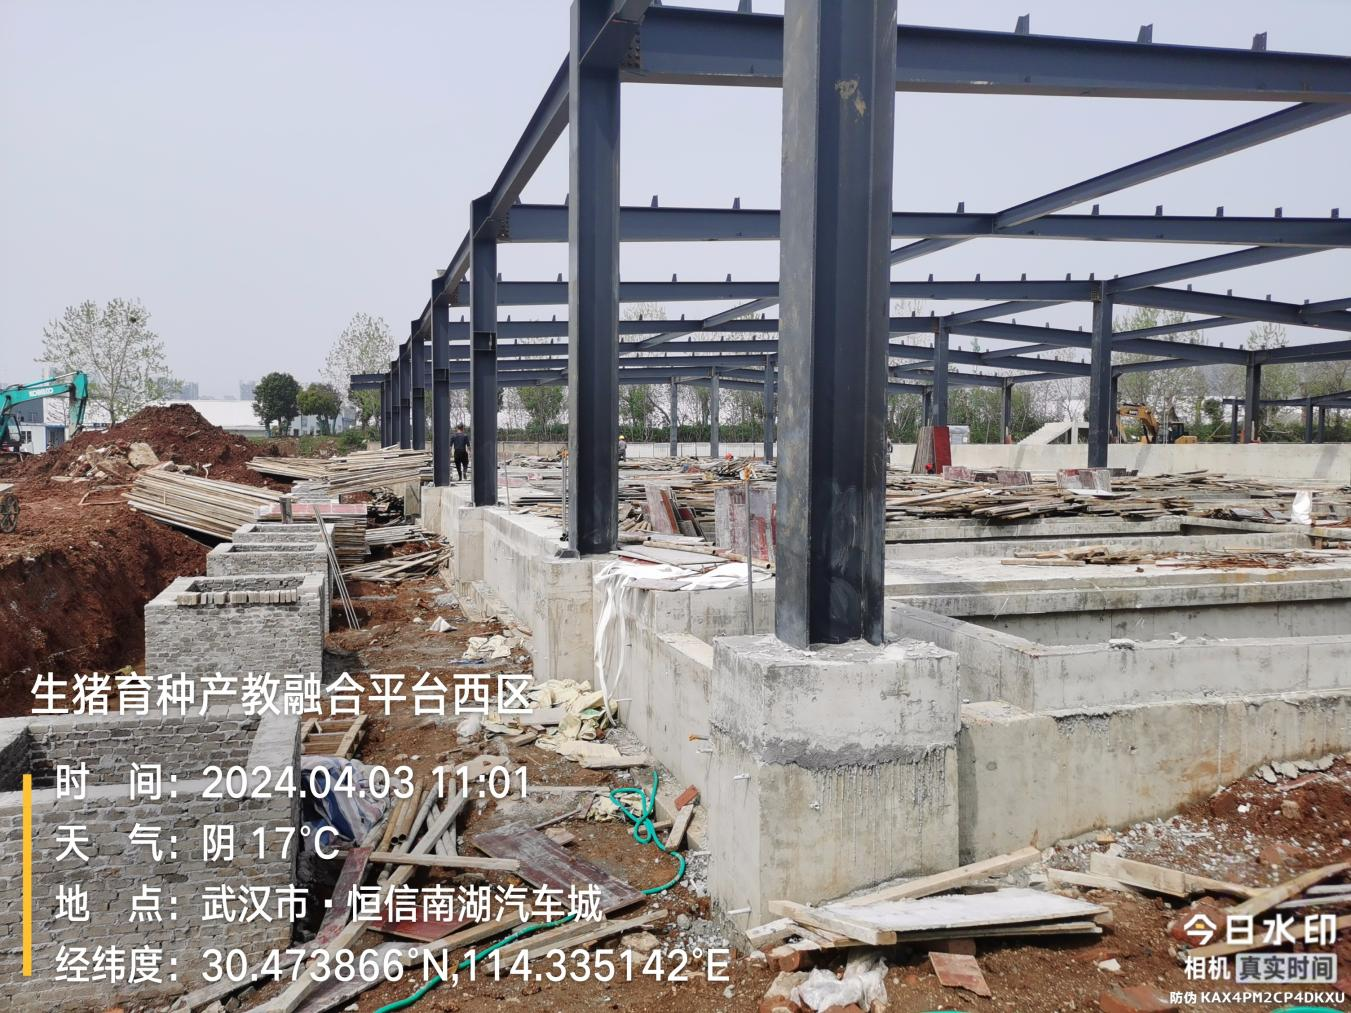 生猪育种产教融合平台西区
时 间：2024.04.03 11:01
天 气：阴 17℃
地 点：武汉市·恒信南湖汽车城
经纬度：30.473866°N,114.335142°E
今日水印
相机 真实时间
防伪 KAX4PM2CP4DKXU